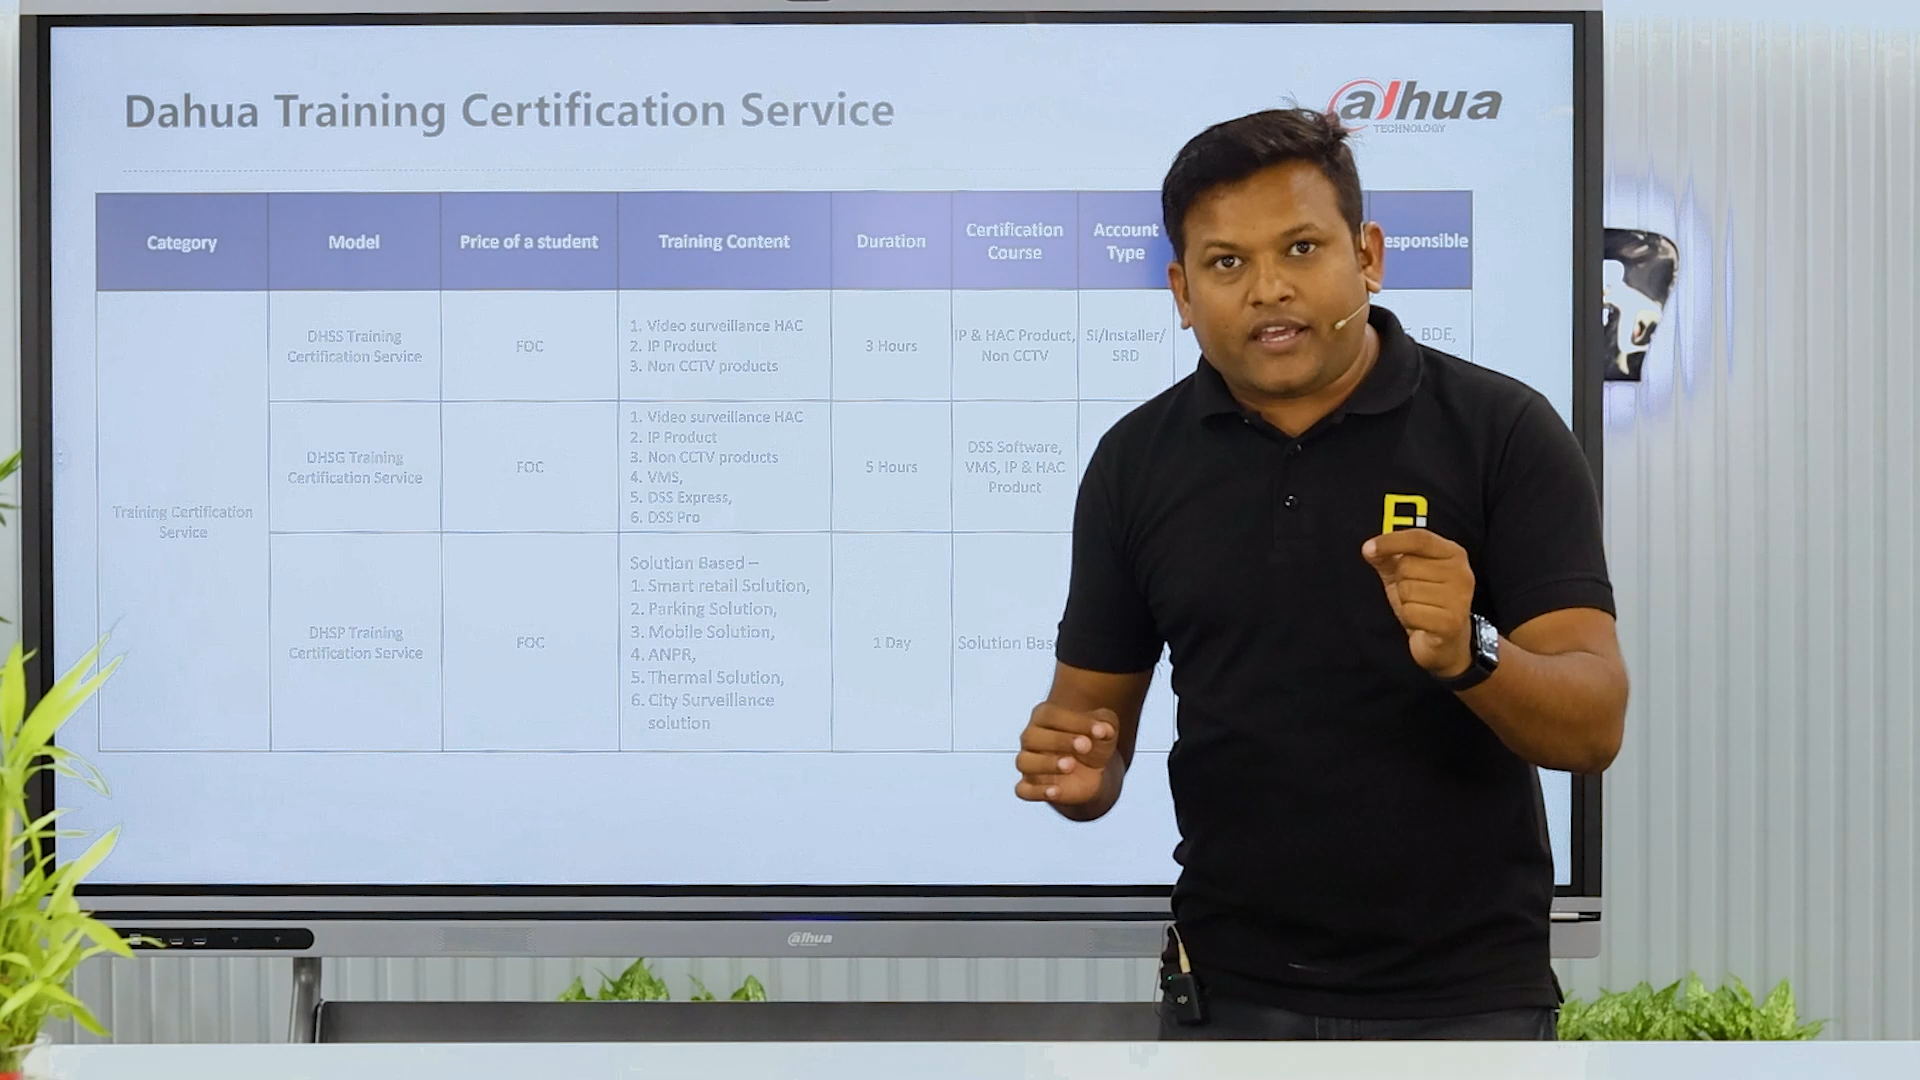 Dahua Training Certification Service
alhua
TECHNOLOGY
Category
Model
Price of a student
Training Content
Duration
Certification
Course
Account
Type
esponsible
Training Certification
Service
DHSS Training
Certification Service
FOC
1. Video surveillance HAC
2. IP Product
3. Non CCTV products
3 Hours
IP & HAC Product,
Non CCTV
SI/Installer/
SRD
BDE,
DHSG Training
Certification Service
FOC
1. Video surveillance HAC
2. IP Product
3. Non CCTV products
4. VMS,
5. DSS Express,
6. DSS Pro
5 Hours
DSS Software,
VMS, IP & HAC
Product
DHSP Training
Certification Service
FOC
Solution Based –
1. Smart retail Solution,
2. Parking Solution,
3. Mobile Solution,
4. ANPR,
5. Thermal Solution,
6. City Surveillance
solution
1 Day
Solution Bas
alhua